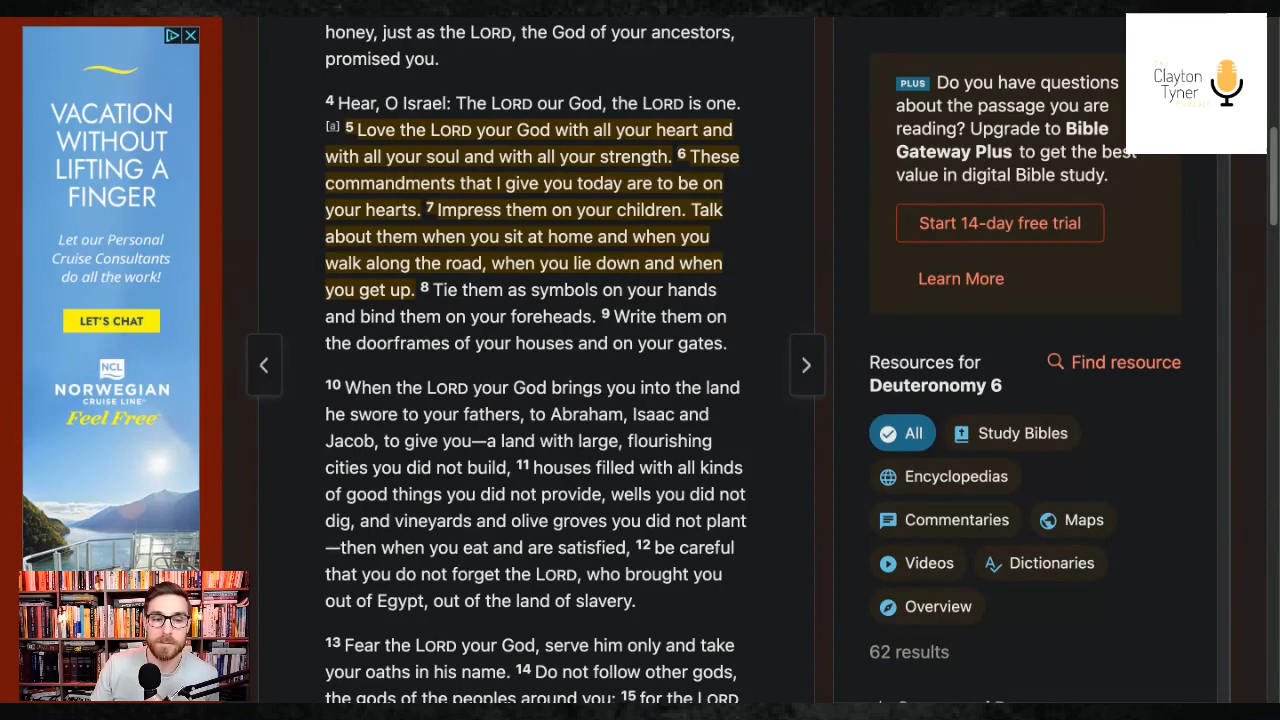 VACATION
WITHOUT
LIFTING A
FINGER
Let our Personal
Cruise Consultants
do all the work!
LET'S CHAT
NCL
NORWEGIAN
CRUISE LINE®
Feel Free™
honey, just as the LORD, the God of your ancestors,
promised you.
4 Hear, O Israel: The LORD our God, the LORD is one.
[a] 5 Love the LORD your God with all your heart and
with all your soul and with all your strength. 6 These
commandments that I give you today are to be on
your hearts. 7 Impress them on your children. Talk
about them when you sit at home and when you
walk along the road, when you lie down and when
you get up. 8 Tie them as symbols on your hands
and bind them on your foreheads. 9 Write them on
the doorframes of your houses and on your gates.
10 When the LORD your God brings you into the land
he swore to your fathers, to Abraham, Isaac and
Jacob, to give you—a land with large, flourishing
cities you did not build, 11 houses filled with all kinds
of good things you did not provide, wells you did not
dig, and vineyards and olive groves you did not plant
—then when you eat and are satisfied, 12 be careful
that you do not forget the LORD, who brought you
out of Egypt, out of the land of slavery.
13 Fear the LORD your God, serve him only and take
your oaths in his name. 14 Do not follow other gods,
the gods of the peoples around you; 15 for the LORD
The
Clayton
Tyner
Podcast
PLUS Do you have questions
about the passage you are
reading? Upgrade to Bible
Gateway Plus to get the best
value in digital Bible study.
Start 14-day free trial
Learn More
Resources for
Deuteronomy 6
Find resource
All
Study Bibles
Encyclopedias
Commentaries
Maps
Videos
Dictionaries
Overview
62 results